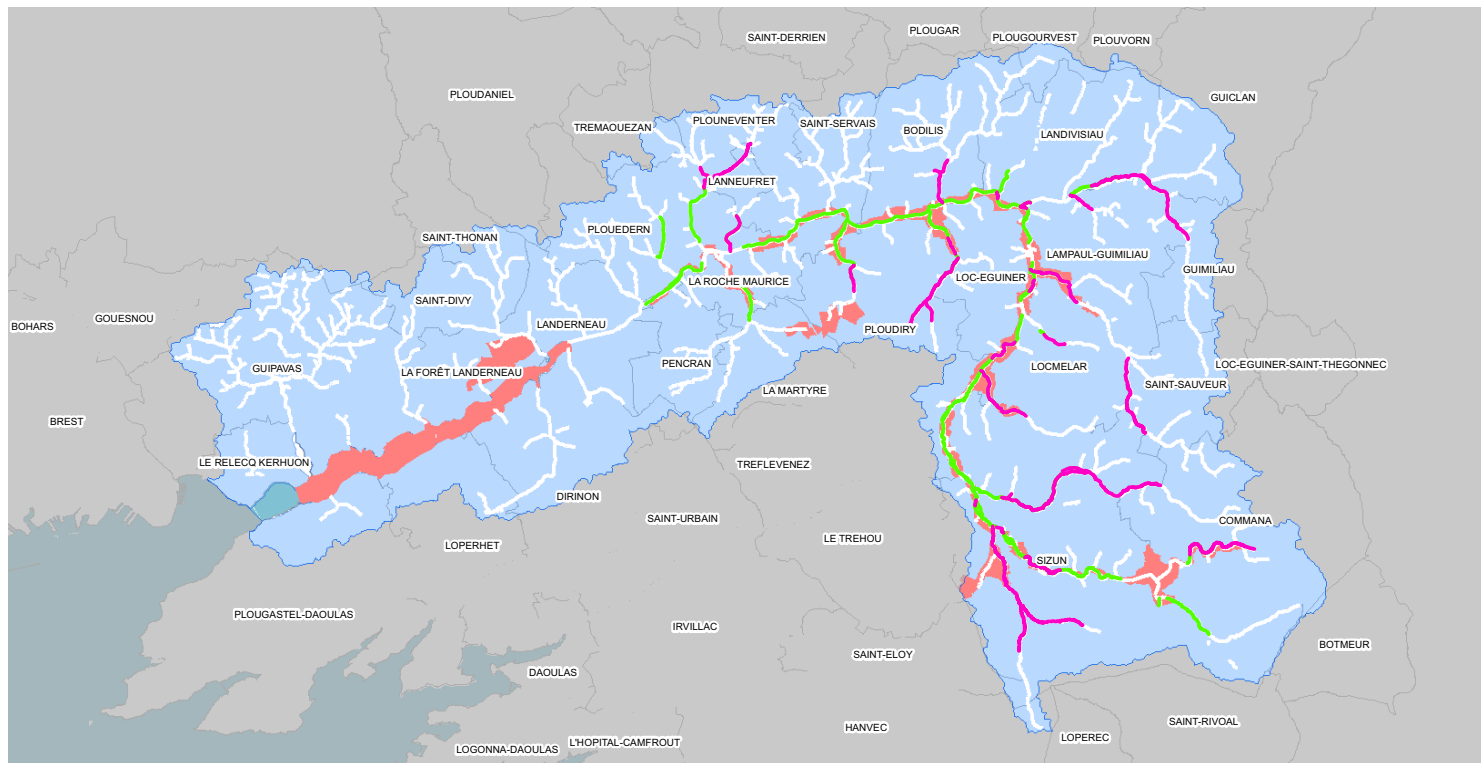 PLOUGAR
SAINT-DERRIEN
PLOUGOURVEST
PLOUVORN
PLOUDANIEL
GUICLAN
PLOUNEVENTER
SAINT-SERVAIS
TREMAOUEZAN
BODILIS
LANDIVISIAU
LANNEUFRET
PLOUEDERN
SAINT-THONAN
LAMPAUL-GUIMILIAU
GUIMILIAU
LOC-EGUINER
LA ROCHE MAURICE
SAINT-DIVY
GOUESNOU
BOHARS
LANDERNEAU
PLOUDIRY
PENCRAN
LOC-EGUINER-SAINT-THEGONNEC
LOCMELAR
GUIPAVAS
LA FORÊT LANDERNEAU
SAINT-SAUVEUR
LA MARTYRE
BREST
LE RELECQ KERHUON
TREFLEVENEZ
DIRINON
SAINT-URBAIN
COMMANA
LE TREHOU
LOPERHET
SIZUN
PLOUGASTEL-DAOULAS
IRVILLAC
BOTMEUR
SAINT-ELOY
DAOULAS
SAINT-RIVOAL
HANVEC
LOPEREC
L'HOPITAL-CAMFROUT
LOGONNA-DAOULAS